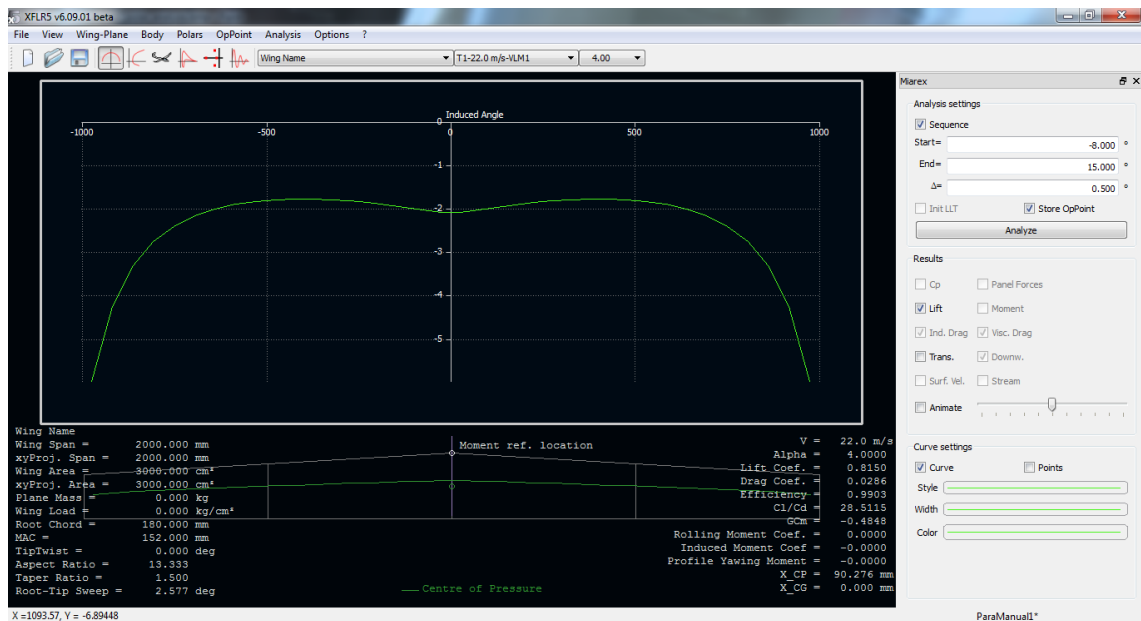 XFLR5 v6.09.01 beta
File View Wing-Plane Body Polars OpPoint Analysis Options ?
Wing Name T1-22.0 m/s-VLM1 4.00
Miarex
Induced Angle
-1000 -500 0 0 500 1000
-1
-2
-3
-4
-5
Analysis settings
Sequence
Start= -8.000 °
End= 15.000 °
Δ= 0.500 °
Init LLT Store OpPoint
Analyze
Results
Cp Panel Forces
Lift Moment
Ind. Drag Visc. Drag
Trans. Downw.
Surf. Vel. Stream
Animate
Curve settings
Curve Points
Style
Width
Color
Wing Name
Wing Span = 2000.000 mm
xyProj. Span = 2000.000 mm
Wing Area = 3000.000 cm²
xyProj. Area = 3000.000 cm²
Plane Mass = 0.000 kg
Wing Load = 0.000 kg/cm²
Root Chord = 180.000 mm
MAC = 152.000 mm
TipTwist = 0.000 deg
Aspect Ratio = 13.333
Taper Ratio = 1.500
Root-Tip Sweep = 2.577 deg
Moment ref. location
Centre of Pressure
V = 22.0 m/s
Alpha = 4.0000
Lift Coef. = 0.8150
Drag Coef. = 0.0286
Efficiency = 0.9903
Cl/Cd = 28.5115
GCm = -0.4848
Rolling Moment Coef. = 0.0000
Induced Moment Coef = -0.0000
Profile Yawing Moment = -0.0000
X_CP = 90.276 mm
X_CG = 0.000 mm
X =1093.57, Y = -6.89448
ParaManual1*